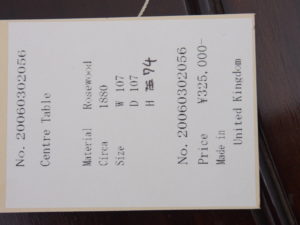 No. 20060302056
Centre Table
Material Rosewood
Circa 1880
Size W 107
D 107
H 74
No. 20060302056
Price ¥325,000-
Made in
United Kingdom